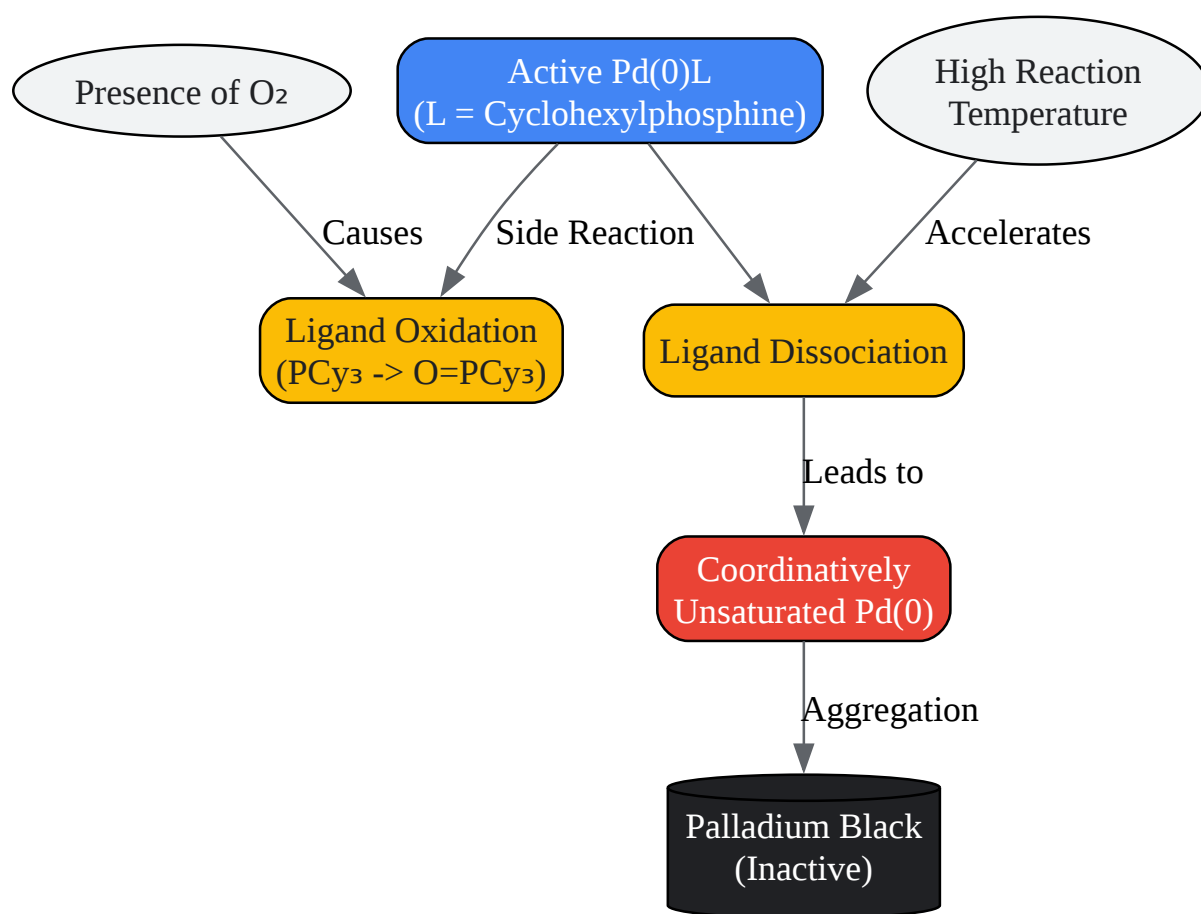 Presence of O₂
Active Pd(0)L
(L = Cyclohexylphosphine)
High Reaction
Temperature
Causes
Side Reaction
Accelerates
Ligand Oxidation
(PCy₃ -> O=PCy₃)
Ligand Dissociation
Leads to
Coordinatively
Unsaturated Pd(0)
Aggregation
Palladium Black
(Inactive)